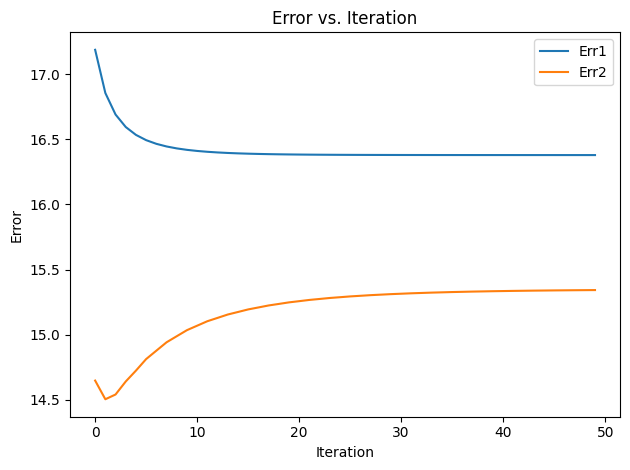 Error vs. Iteration
Err1
Err2
17.0
16.5
16.0
15.5
15.0
14.5
Error
0
10
20
30
40
50
Iteration